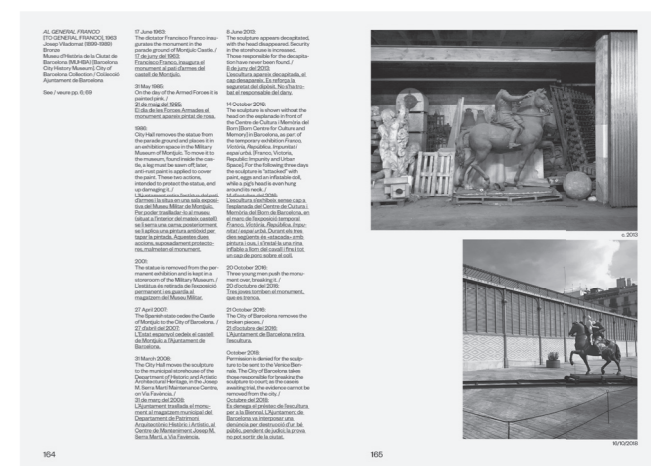 AL GENERAL FRANCO
[TO GENERAL FRANCO], 1963
Josep Viladomat (1899–1989)
Bronze
Museu d'Història de la Ciutat de
Barcelona (MUHBA) [Barcelona
City History Museum]. City of
Barcelona Collection / Col·lecció
Ajuntament de Barcelona
See / veure pp. 6, 69
17 June 1963:
The dictator Francisco Franco inau-
gurates the monument in the
parade ground of Montjuïc Castle. /
17 de juny del 1963:
Francisco Franco, inaugura el
monument al pati d'armes del
castell de Montjuïc.
31 May 1985:
On the day of the Armed Forces it is
painted pink. /
31 de maig del 1985:
El dia de les Forces Armades el
monument apareix pintat de rosa.
1986:
City Hall removes the statue from
the parade ground and places it in
an exhibition space in the Military
Museum of Montjuïc. To move it to
the museum, found inside the cas-
tle, a leg must be sawn off; later,
anti-rust paint is applied to cover
the paint. These two actions,
intended to protect the statue, end
up damaging it. /
d'armes i la situa en una sala exposi-
tiva del Museu Militar de Montjuïc.
Per poder traslladar-lo al museu
(situat a l'interior del mateix castell)
se li serra una cama; posteriorment
se li aplica una pintura antiòxid per
tapar la pintada. Aquestes dues
accions, suposadament protecto-
res, malmeten el monument.
2001:
The statue is removed from the per-
manent exhibition and is kept in a
storeroom of the Military Museum. /
L'estàtua és retirada de l'exposició
permanent i es guarda al
magatzem del Museu Militar.
27 April 2007:
The Spanish state cedes the Castle
of Montjuïc to the City of Barcelona. /
27 d'abril del 2007:
L'Estat espanyol cedeix el castell
de Montjuïc a l'Ajuntament de
Barcelona.
31 March 2008:
The City Hall moves the sculpture
to the municipal storehouse of the
Department of Historic and Artistic
Architectural Heritage, in the Josep
M. Serra Martí Maintenance Centre,
on Via Favència. /
31 de març del 2008:
L'Ajuntament trasllada el monu-
ment al magatzem municipal del
Departament de Patrimoni
Arquitectònic Històric i Artístic, al
Centre de Manteniment Josep M.
Serra Martí, a Via Favència.
6 June 2013:
The sculpture appears decapitated,
with the head disappeared. Security
in the storehouse is increased.
Those responsible for the decapita-
tion have never been found. /
6 de juny del 2013:
L'escultura apareix decapitada, el
cap desapareix. Es reforça la
seguretat del dipòsit. No s'ha tro-
bat el responsable del dany.
14 October 2016:
The sculpture is shown without the
head on the esplanade in front of
the Centre de Cultura i Memòria del
Born [Born Centre for Culture and
Memory] in Barcelona, as part of
the temporary exhibition Franco,
Victòria, República. Impunitat i
espai urbà. [Franco, Victoria,
Republic: Impunity and Urban
Space]. For the following three days
the sculpture is "attacked" with
paint, eggs and an inflatable doll,
while a pig's head is even hung
around its neck. /
14 d'octubre del 2016:
L'escultura s'exhibeix sense cap a
l'esplanada del Centre de Cultura i
Memòria del Born de Barcelona, en
el marc de l'exposició temporal
Franco, Victòria, República. Impu-
nitat i espai urbà. Durant els tres
dies següents és «atacada» amb
pintura i ous, i s'instal·la una nina
inflable a llom del cavall i fins i tot
un cap de porc sobre el coll.
20 October 2016:
Three young men push the monu-
ment over, breaking it. /
20 d'octubre del 2016:
Tres joves tomben el monument,
que es trenca.
21 October 2016:
The City of Barcelona removes the
broken pieces. /
21 d'octubre del 2016:
L'Ajuntament de Barcelona retira
l'escultura.
October 2018:
Permission is denied for the sculp-
ture to be sent to the Venice Bien-
nale. The City of Barcelona takes
those responsible for breaking the
sculpture to court; as the case is
awaiting trial, the evidence cannot be
removed from the city. /
Octubre del 2018:
Es denega el préstec de l'escultura
per a la Biennal. L'Ajuntament de
Barcelona va interposar una
denúncia per destrucció d'un bé
públic, pendent de judici; la prova
no pot sortir de la ciutat.
164
165
c. 2013
16/10/2016